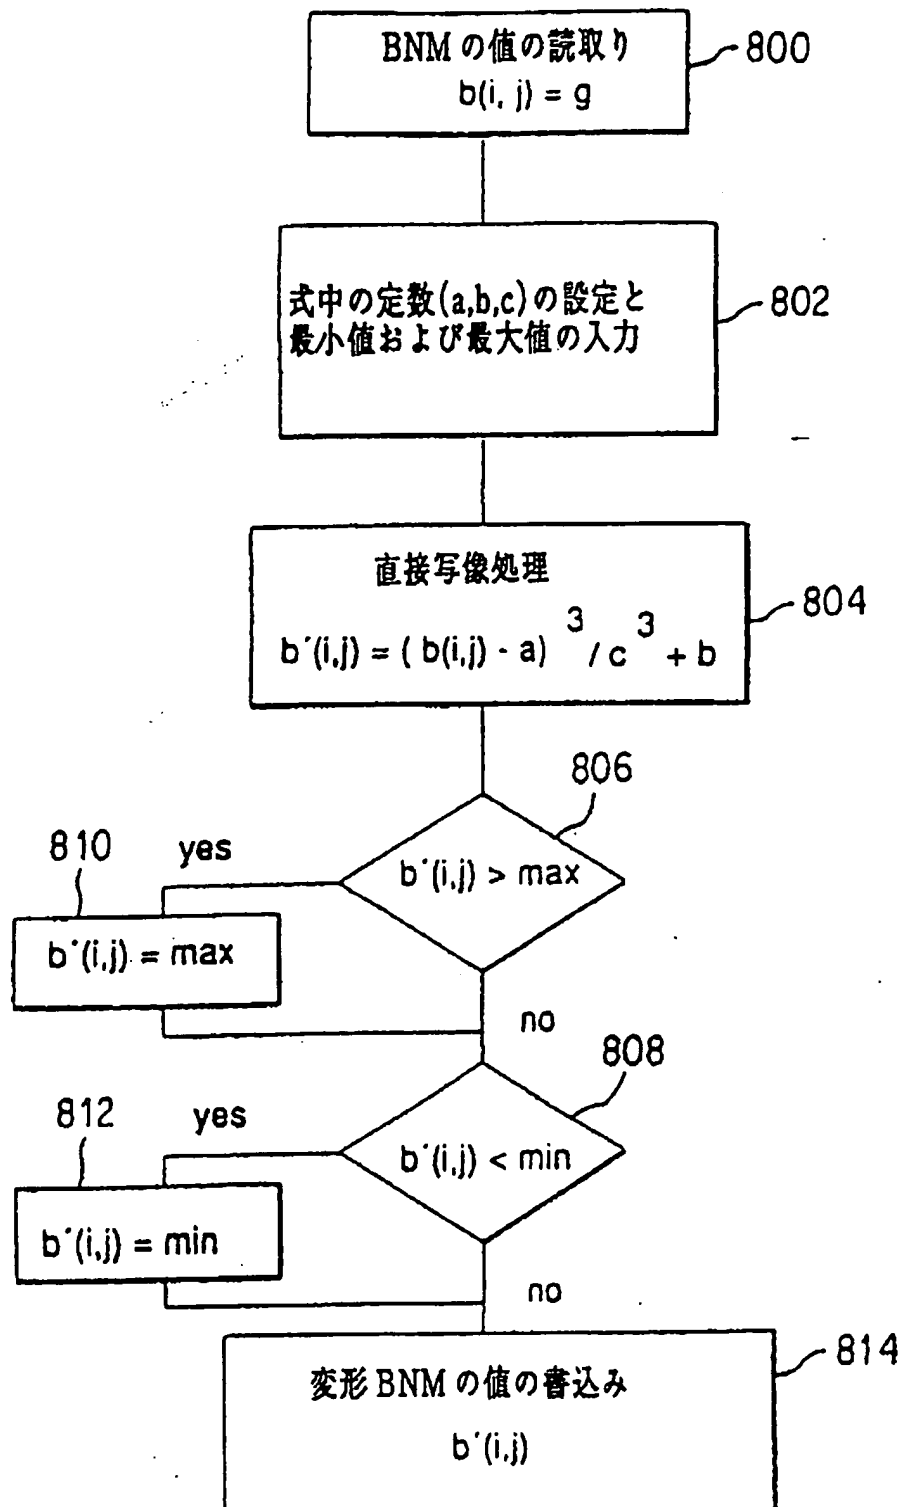 BNM の値の読取り
800
b(i, j) = g
式中の定数(a,b,c)の設定と
802
最小値および最大値の入力
直接写像処理
804
b´(i,j) = ( b(i,j) - a) ³ / c ³ + b
806
810
yes
b´(i,j) > max
b´(i,j) = max
no
808
812
yes
b´(i,j) < min
b´(i,j) = min
no
814
変形 BNM の値の書込み
b´(i,j)